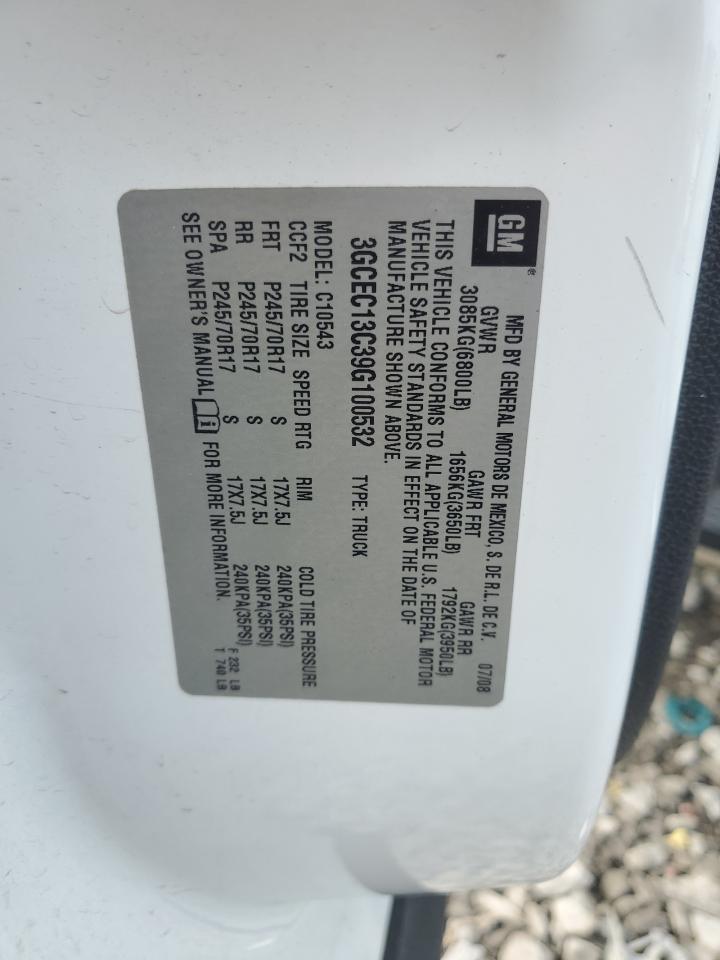 GM®
MFD BY GENERAL MOTORS DE MEXICO, S. DE R.L. DE C.V. 07/08
GVWR GAWR FRT GAWR RR
3085KG(6800LB) 1656KG(3650LB) 1792KG(3950LB)
THIS VEHICLE CONFORMS TO ALL APPLICABLE U.S. FEDERAL MOTOR
VEHICLE SAFETY STANDARDS IN EFFECT ON THE DATE OF
MANUFACTURE SHOWN ABOVE.
3GCEC13C39G100532 TYPE: TRUCK
MODEL: C10543
CCF2 TIRE SIZE SPEED RTG RIM COLD TIRE PRESSURE
FRT P245/70R17 S 17X7.5J 240KPA(35PSI)
RR P245/70R17 S 17X7.5J 240KPA(35PSI)
SPA P245/70R17 S 17X7.5J 240KPA(35PSI)
SEE OWNER'S MANUAL FOR MORE INFORMATION.
F 232 LB
T 740 LB